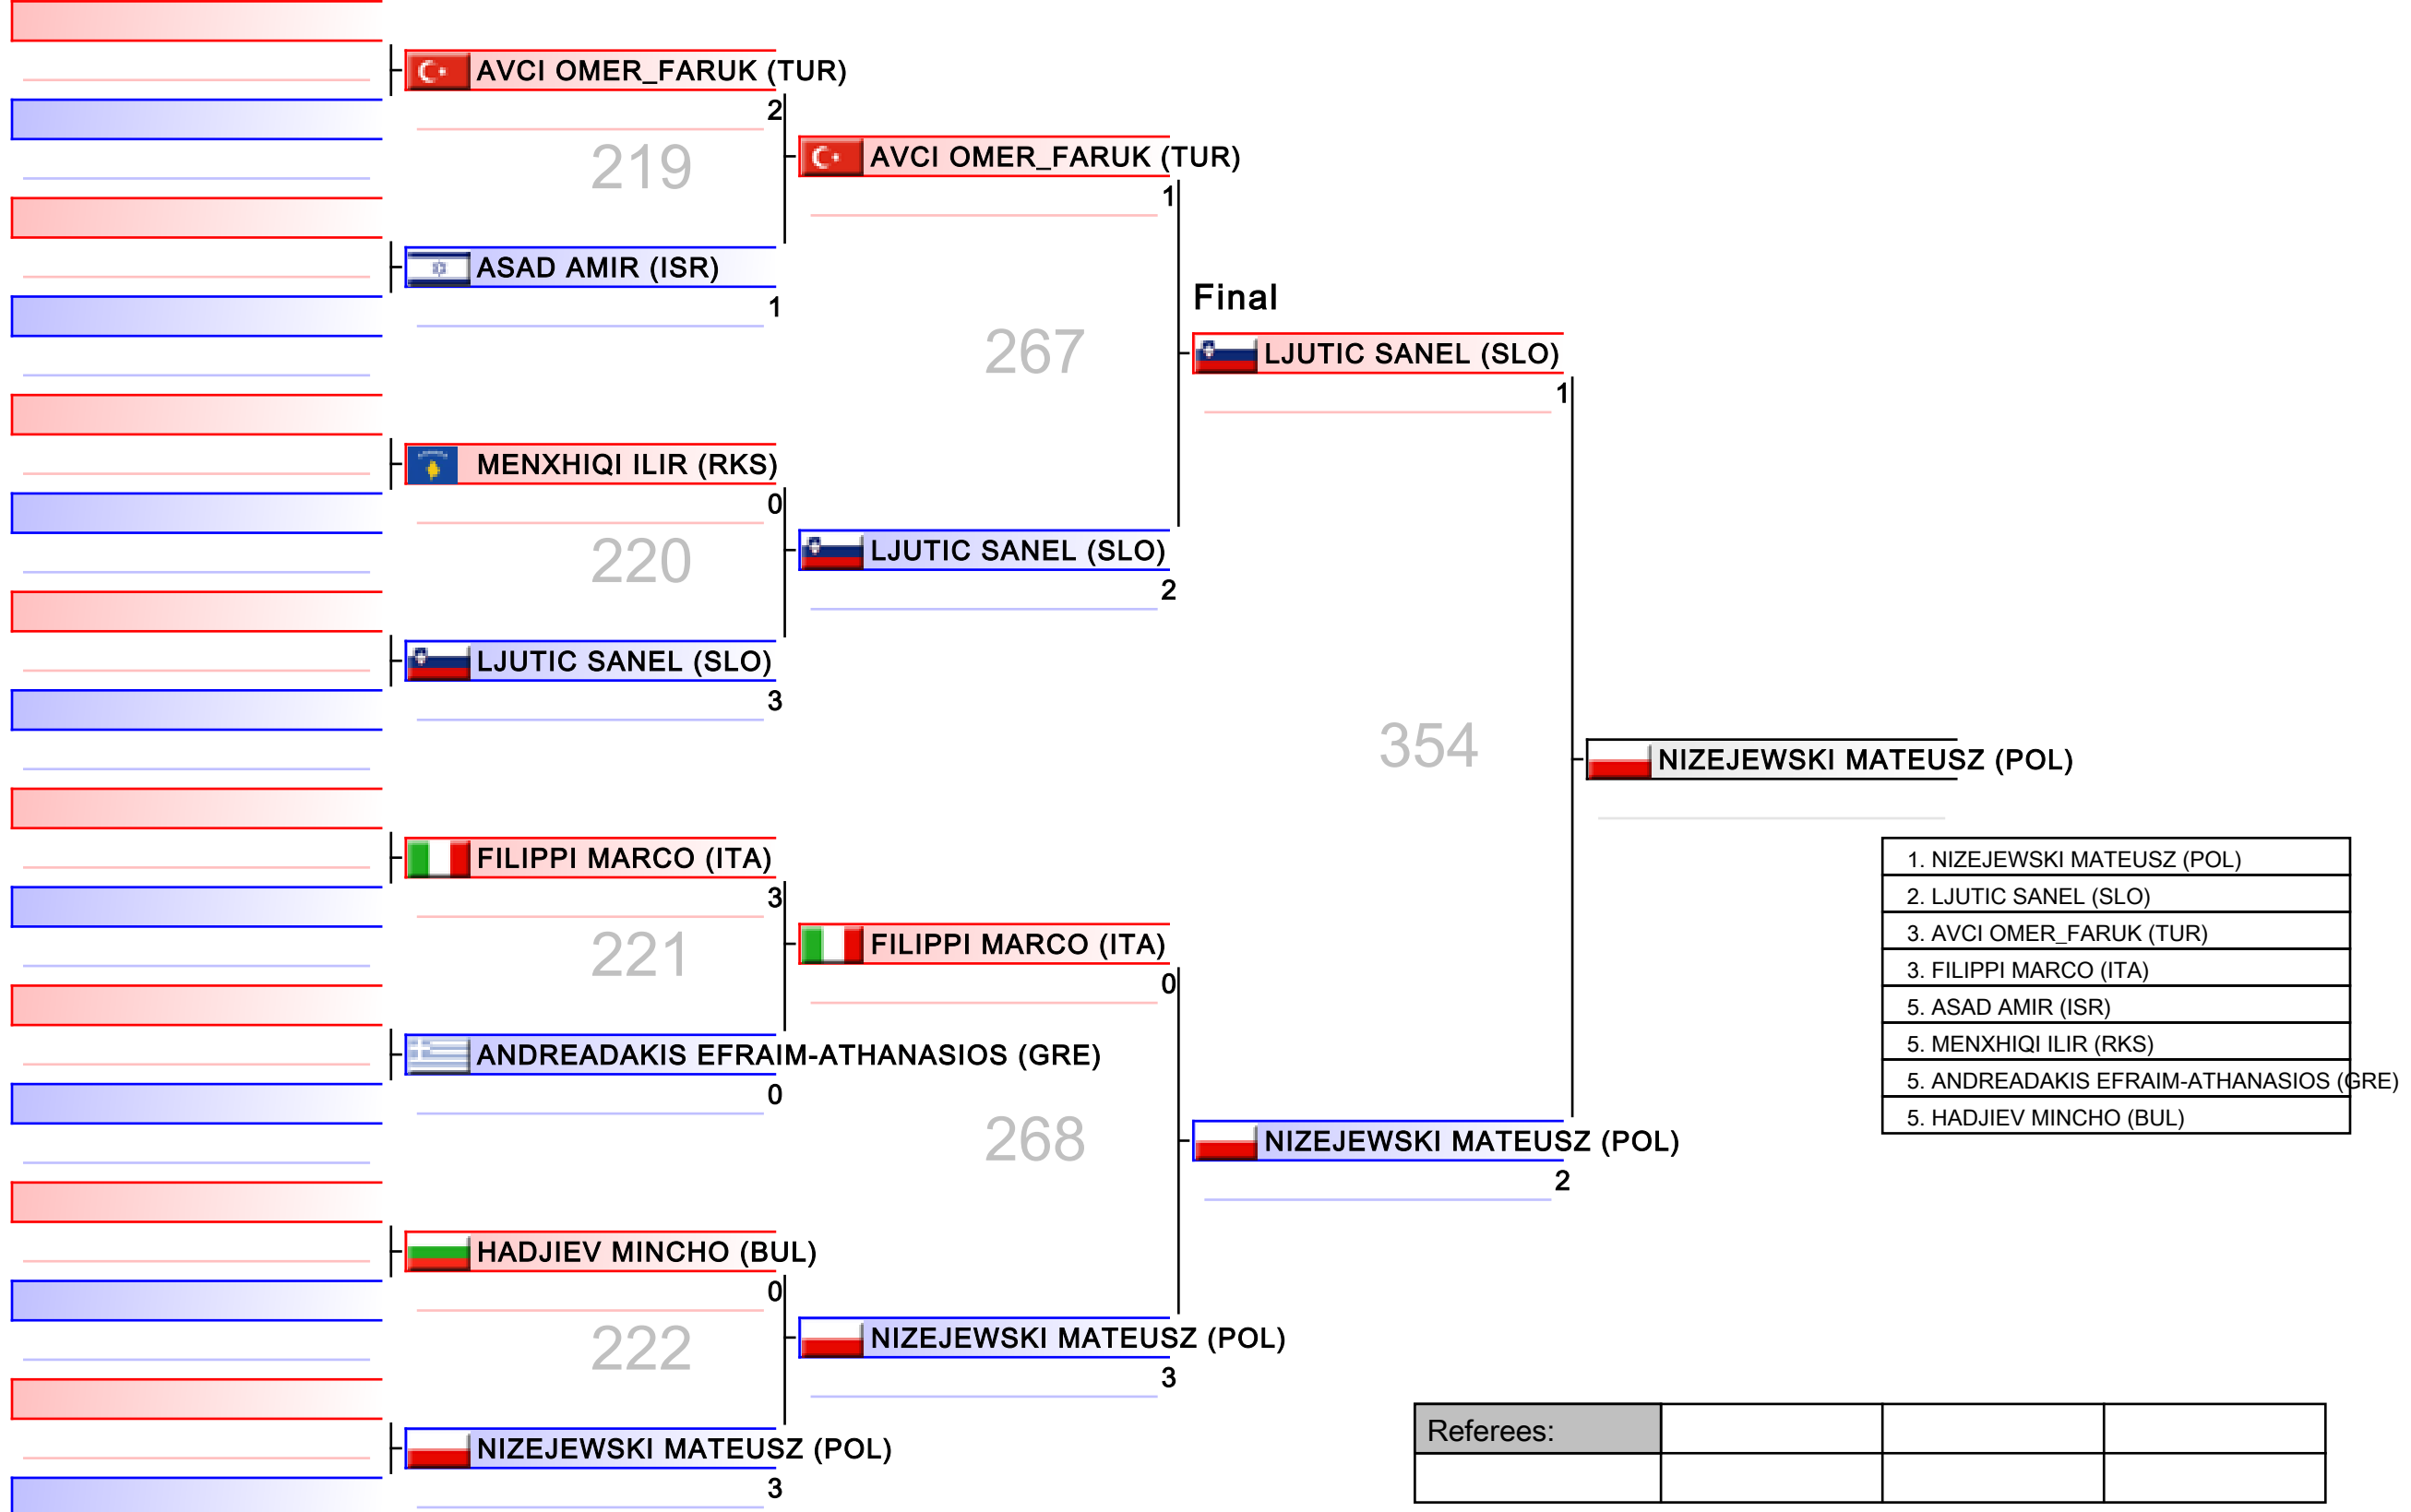 AVCI OMER_FARUK (TUR)
2
219
AVCI OMER_FARUK (TUR)
1
ASAD AMIR (ISR)
1
Final
267
LJUTIC SANEL (SLO)
1
MENXHIQI ILIR (RKS)
0
220
LJUTIC SANEL (SLO)
2
LJUTIC SANEL (SLO)
3
354
NIZEJEWSKI MATEUSZ (POL)
FILIPPI MARCO (ITA)
3
221
FILIPPI MARCO (ITA)
0
ANDREADAKIS EFRAIM-ATHANASIOS (GRE)
0
268
NIZEJEWSKI MATEUSZ (POL)
2
HADJIEV MINCHO (BUL)
0
222
NIZEJEWSKI MATEUSZ (POL)
3
NIZEJEWSKI MATEUSZ (POL)
3
1. NIZEJEWSKI MATEUSZ (POL)
2. LJUTIC SANEL (SLO)
3. AVCI OMER_FARUK (TUR)
3. FILIPPI MARCO (ITA)
5. ASAD AMIR (ISR)
5. MENXHIQI ILIR (RKS)
5. ANDREADAKIS EFRAIM-ATHANASIOS (GRE)
5. HADJIEV MINCHO (BUL)
Referees: